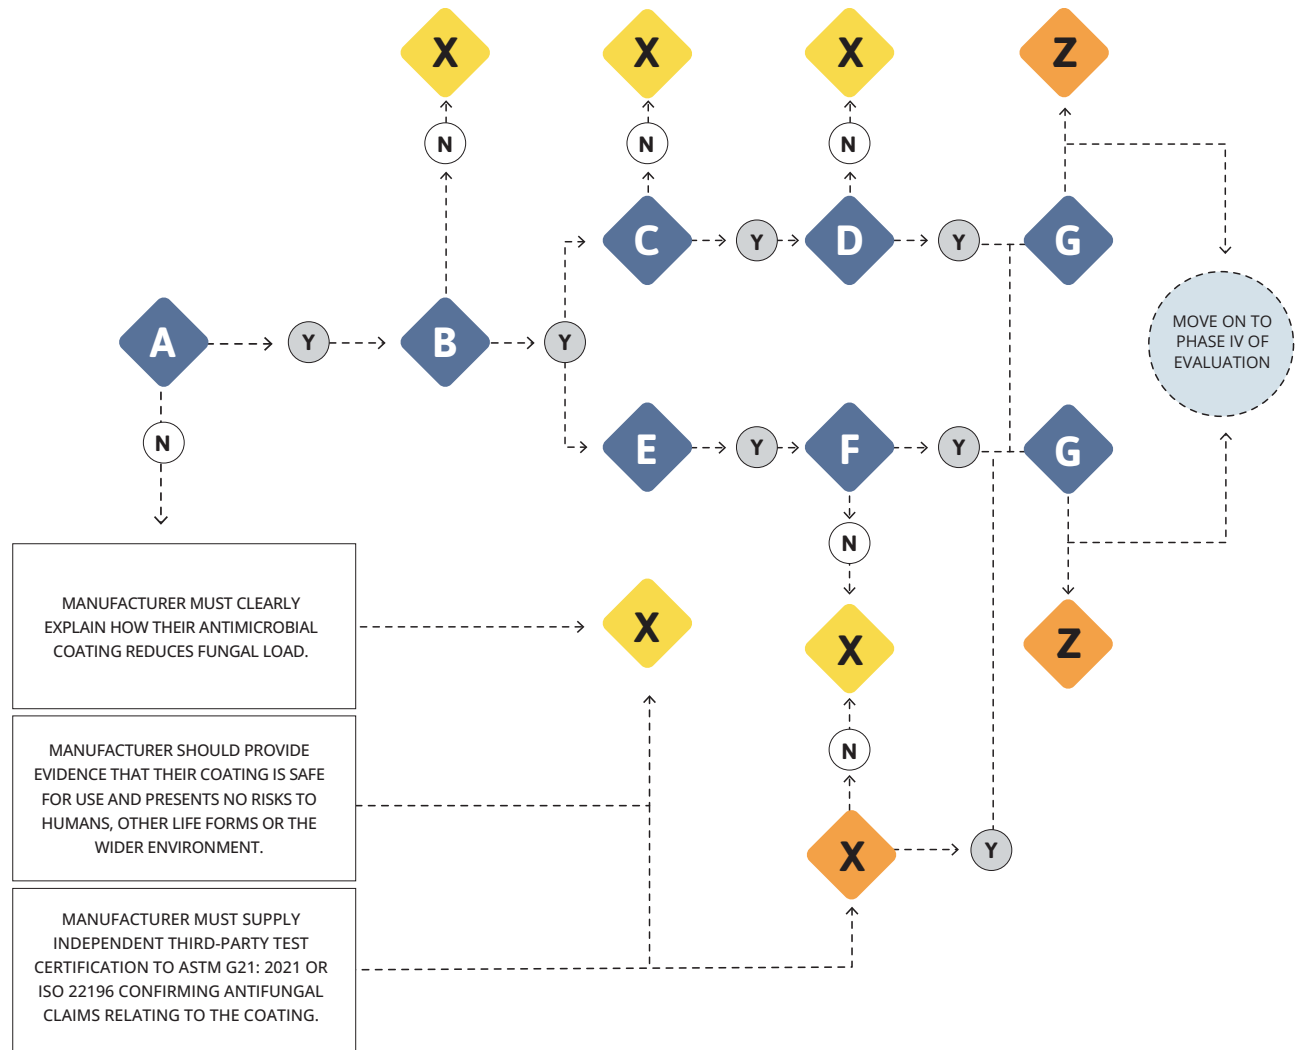 X
X
X
Z
N
N
N
C
Y
D
Y
G
A
Y
B
Y
MOVE ON TO
PHASE IV OF
EVALUATION
N
E
Y
F
Y
G
N
MANUFACTURER MUST CLEARLY
EXPLAIN HOW THEIR ANTIMICROBIAL
COATING REDUCES FUNGAL LOAD.
X
X
Z
MANUFACTURER SHOULD PROVIDE
EVIDENCE THAT THEIR COATING IS SAFE
FOR USE AND PRESENTS NO RISKS TO
HUMANS, OTHER LIFE FORMS OR THE
WIDER ENVIRONMENT.
N
X
Y
MANUFACTURER MUST SUPPLY
INDEPENDENT THIRD-PARTY TEST
CERTIFICATION TO ASTM G21: 2021 OR
ISO 22196 CONFIRMING ANTIFUNGAL
CLAIMS RELATING TO THE COATING.